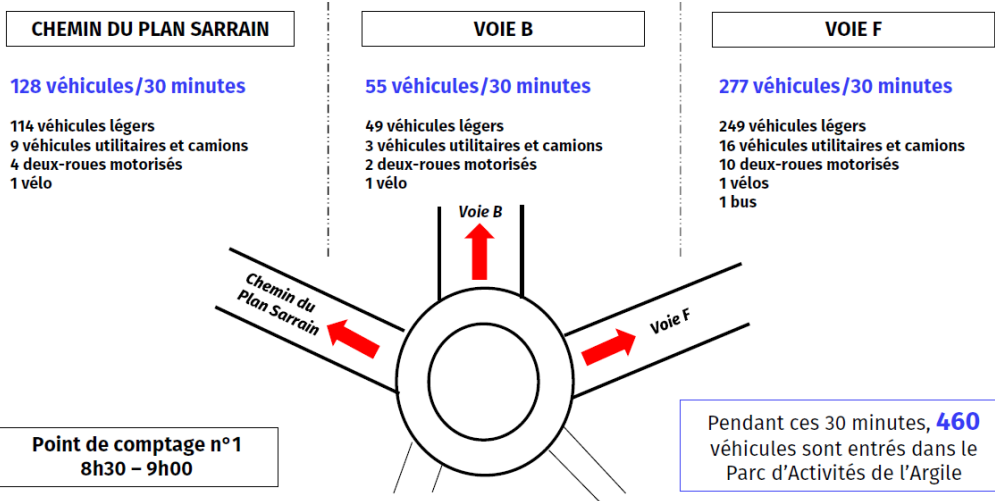 CHEMIN DU PLAN SARRAIN
128 véhicules/30 minutes
114 véhicules légers
9 véhicules utilitaires et camions
4 deux-roues motorisés
1 vélo
VOIE B
55 véhicules/30 minutes
49 véhicules légers
3 véhicules utilitaires et camions
2 deux-roues motorisés
1 vélo
VOIE F
277 véhicules/30 minutes
249 véhicules légers
16 véhicules utilitaires et camions
10 deux-roues motorisés
1 vélos
1 bus
Voie B
Chemin du
Plan Sarrain
Voie F
Point de comptage n°1
8h30 – 9h00
Pendant ces 30 minutes, 460
véhicules sont entrés dans le
Parc d’Activités de l’Argile